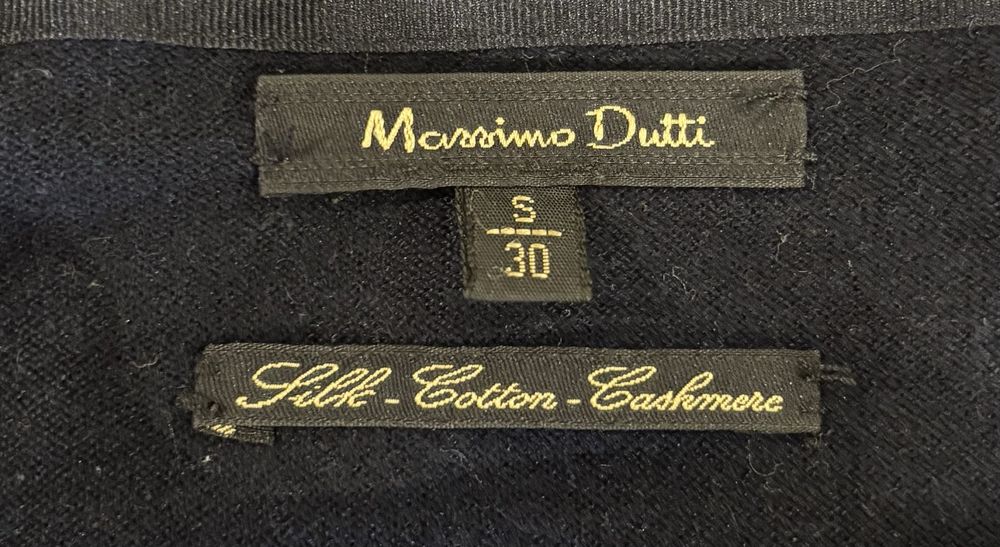 Massimo Dutti
S
30
Silk - Cotton - Cashmere